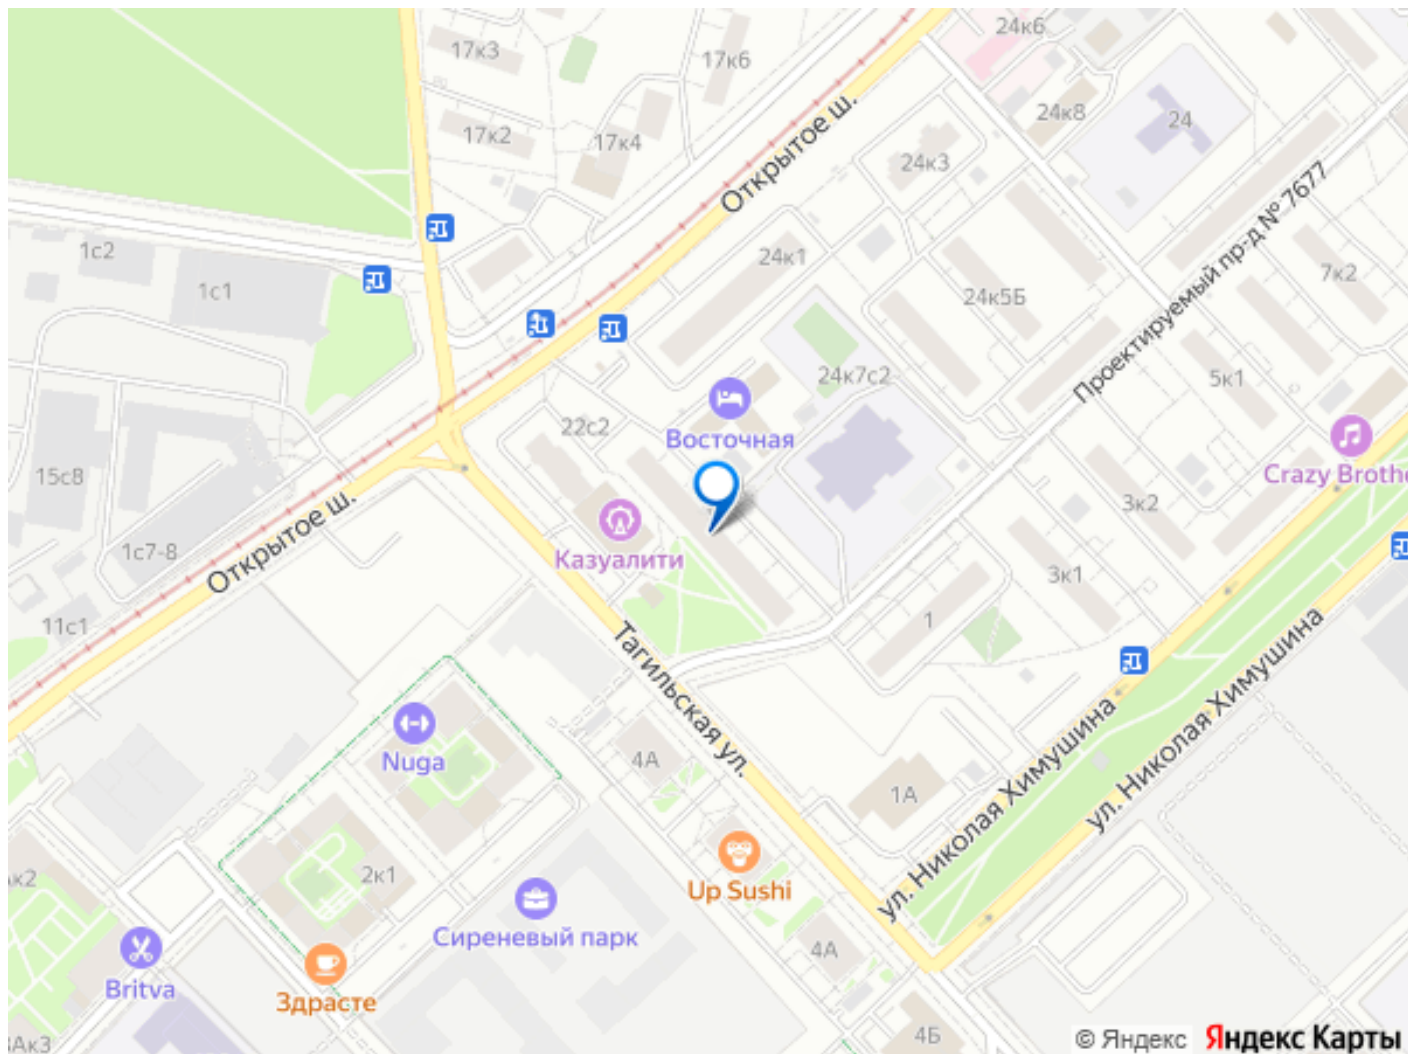 24к6
17к3
17к6
24к8
24
17к2
17к4
Открытое ш.
24к3
Проектируемый пр-д № 7677
1с2
1с1
24к1
7к2
24к5Б
24к7с2
5к1
22с2
Восточная
Crazy Brothe
15с8
3к2
1с7-8
Открытое ш.
Казуалити
3к1
11с1
1
Тагильская ул.
ул. Николая Химушина
ул. Николая Химушина
Nuga
4А
1А
2к1
Up Sushi
к2
Сиреневый парк
4А
Britva
Здрасте
Ак3
4Б
© Яндекс Яндекс Карты